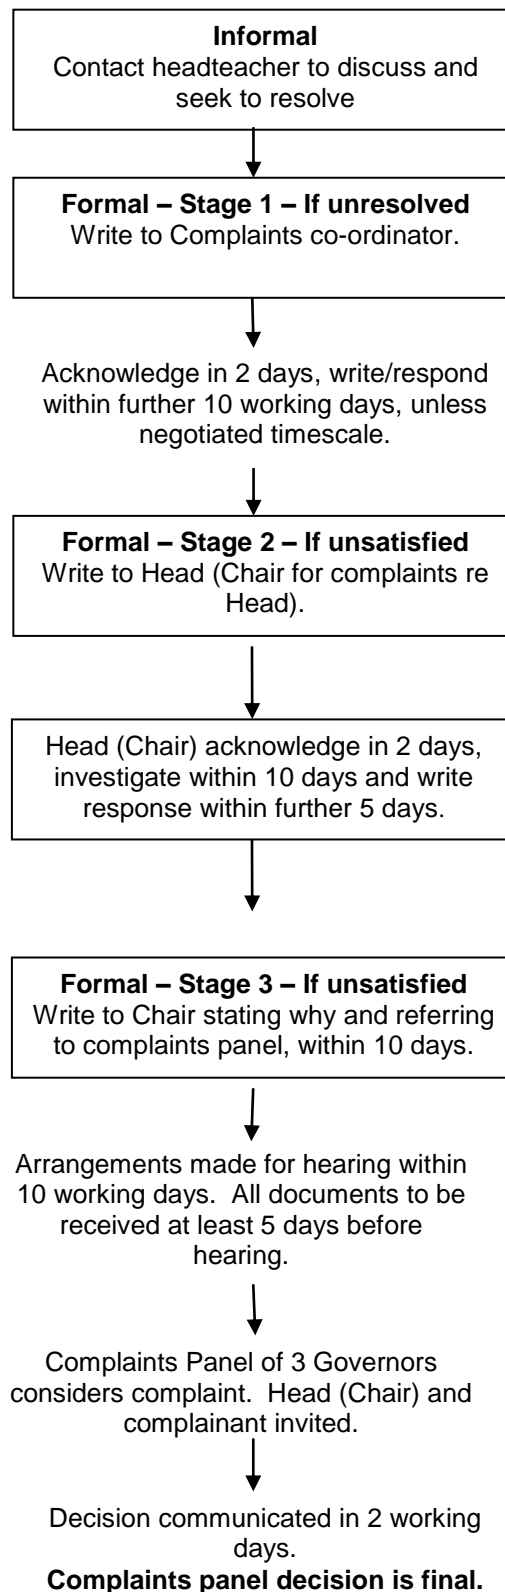 Informal
Contact headteacher to discuss and
seek to resolve
Formal – Stage 1 – If unresolved
Write to Complaints co-ordinator.
Acknowledge in 2 days, write/respond
within further 10 working days, unless
negotiated timescale.
Formal – Stage 2 – If unsatisfied
Write to Head (Chair for complaints re
Head).
Head (Chair) acknowledge in 2 days,
investigate within 10 days and write
response within further 5 days.
Formal – Stage 3 – If unsatisfied
Write to Chair stating why and referring
to complaints panel, within 10 days.
Arrangements made for hearing within
10 working days.  All documents to be
received at least 5 days before
hearing.
Complaints Panel of 3 Governors
considers complaint.  Head (Chair) and
complainant invited.
Decision communicated in 2 working
days.
Complaints panel decision is final.